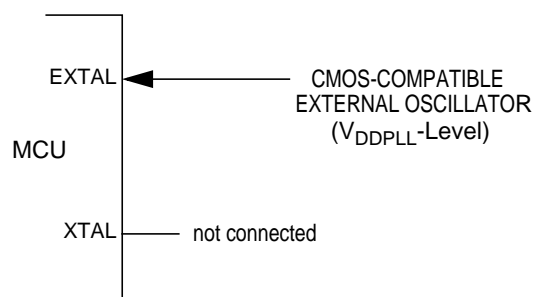 EXTAL
CMOS-COMPATIBLE
EXTERNAL OSCILLATOR
(VDDPLL-Level)
MCU
XTAL
not connected